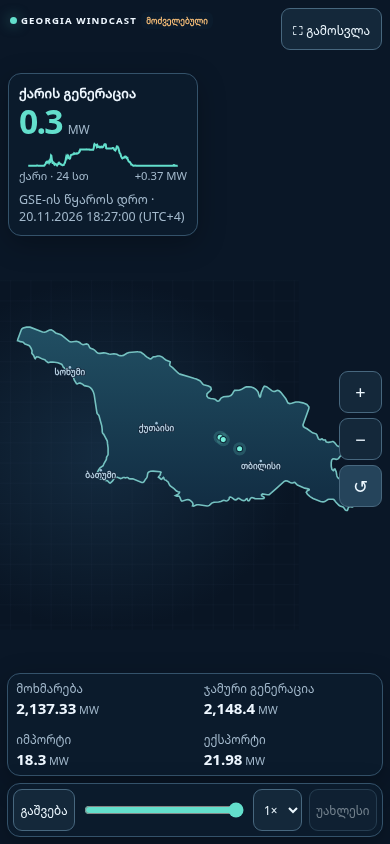 GEORGIA WINDCAST მოძველებული
გამოსვლა
ქარის გენერაცია
0.3 MW
ქარი · 24 სთ +0.37 MW
GSE-ის წყაროს დრო ·
20.11.2026 18:27:00 (UTC+4)
სოხუმი
ქუთაისი
თბილისი
ბათუმი
+
−
↺
მოხმარება ჯამური გენერაცია
2,137.33 MW 2,148.4 MW
იმპორტი ექსპორტი
18.3 MW 21.98 MW
გაშვება 1× უახლესი